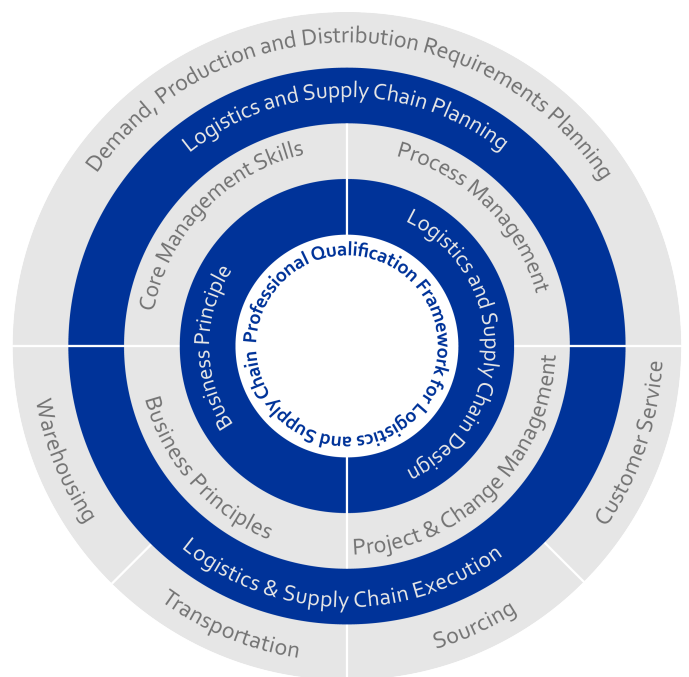 Demand, Production and Distribution Requirements Planning
Logistics and Supply Chain Planning
Core Management Skills
Process Management
Business Principle
Logistics and Supply Chain Design
Professional Qualification Framework for Logistics and Supply Chain
Business Principles
Project & Change Management
Logistics & Supply Chain Execution
Warehousing
Transportation
Sourcing
Customer Service